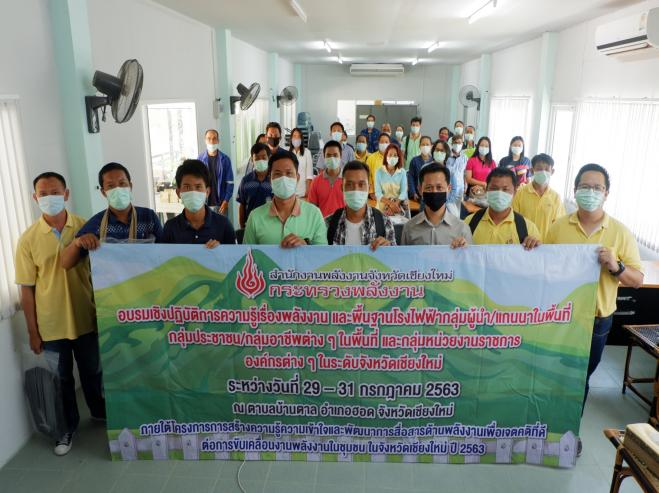 สำนักงานพลังงานจังหวัดเชียงใหม่
กระทรวงพลังงาน
อบรมเชิงปฏิบัติการความรู้เรื่องพลังงาน และพื้นฐานโรงไฟฟ้ากลุ่มผู้นำ/แกนนำในพื้นที่
กลุ่มประชาชน/กลุ่มอาชีพต่าง ๆ ในพื้นที่ และกลุ่มหน่วยงานราชการ
องค์กรต่าง ๆ ในระดับจังหวัดเชียงใหม่
ระหว่างวันที่ 29 – 31 กรกฎาคม 2563
ณ ตำบลบ้านตาล อำเภอฮอด จังหวัดเชียงใหม่
ภายใต้โครงการการสร้างความรู้ความเข้าใจ และพัฒนาการสื่อสารด้านพลังงานเพื่อเจตคติที่ดี
ต่อการขับเคลื่อนงานพลังงานในชุมชน ในจังหวัดเชียงใหม่ ปี 2563